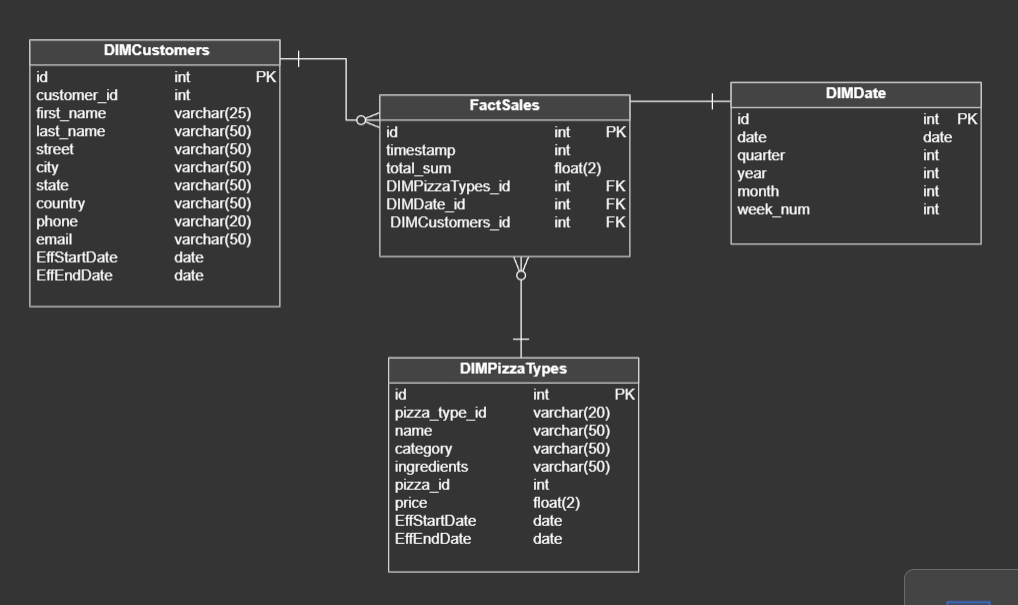 DIMCustomers
id int PK
customer_id int
first_name varchar(25)
last_name varchar(50)
street varchar(50)
city varchar(50)
state varchar(50)
country varchar(50)
phone varchar(20)
email varchar(50)
EffStartDate date
EffEndDate date
FactSales
id int PK
timestamp int
total_sum float(2)
DIMPizzaTypes_id int FK
DIMDate_id int FK
DIMCustomers_id int FK
DIMDate
id int PK
date date
quarter int
year int
month int
week_num int
DIMPizzaTypes
id int PK
pizza_type_id varchar(20)
name varchar(50)
category varchar(50)
ingredients varchar(50)
pizza_id int
price float(2)
EffStartDate date
EffEndDate date